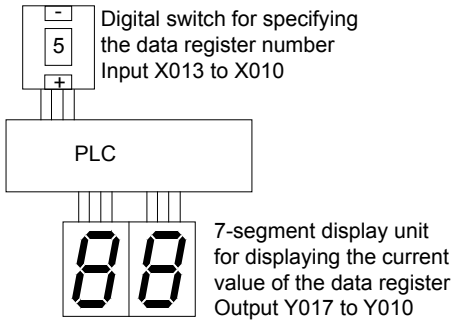 -
Digital switch for specifying
5
the data register number
+
Input X013 to X010
PLC
88
7-segment display unit
for displaying the current
value of the data register
Output Y017 to Y010